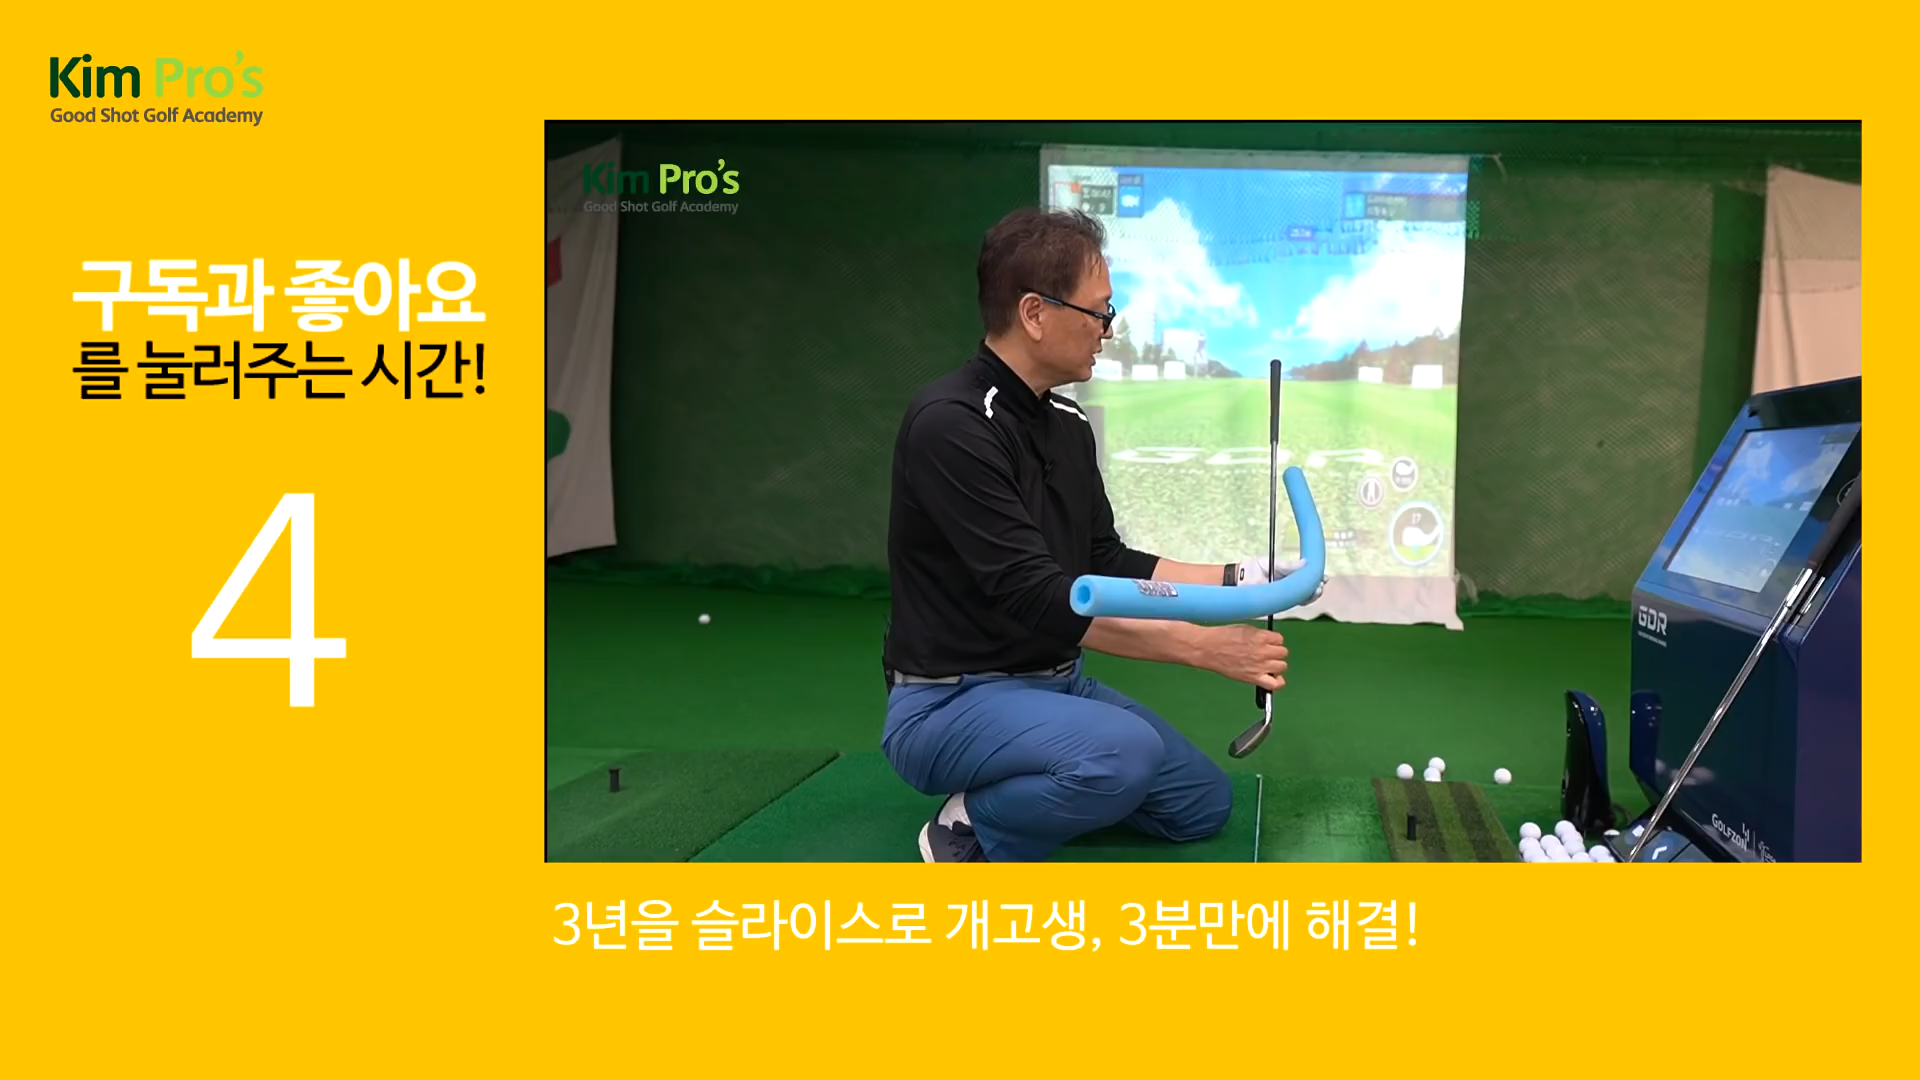 Kim Pro's
Good Shot Golf Academy
구독과 좋아요
를 눌러주는 시간!
4
Kim Pro's
Good Shot Golf Academy
GDR
GDR
GOLFZON
3년을 슬라이스로 개고생, 3분만에 해결!